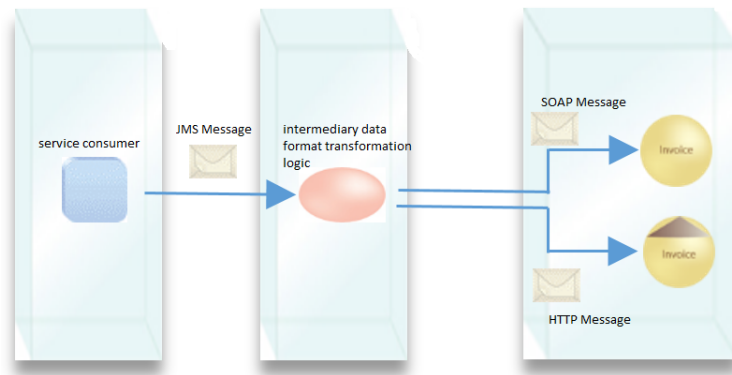 SOAP Message
JMS Message
intermediary data
format transformation
logic
service consumer
Invoice
Invoice
HTTP Message